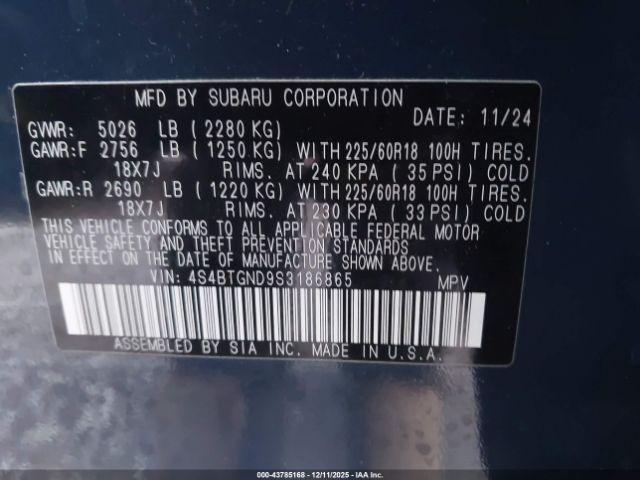 MFD BY SUBARU CORPORATION
DATE: 11/24
GVWR: 5026 LB (2280 KG)
GAWR:F 2756 LB (1250 KG) WITH 225/60R18 100H TIRES.
18X7J RIMS. AT 240 KPA (35 PSI) COLD
GAWR:R 2690 LB (1220 KG) WITH 225/60R18 100H TIRES.
18X7J RIMS. AT 230 KPA (33 PSI) COLD
THIS VEHICLE CONFORMS TO ALL APPLICABLE FEDERAL MOTOR
VEHICLE SAFETY AND THEFT PREVENTION STANDARDS IN
EFFECT ON THE DATE OF MANUFACTURE SHOWN ABOVE.
VIN: 4S4BTGND9S3186865 MPV
ASSEMBLED BY SIA INC. MADE IN U.S.A.
000-43785168 - 12/11/2025 - IAA Inc.